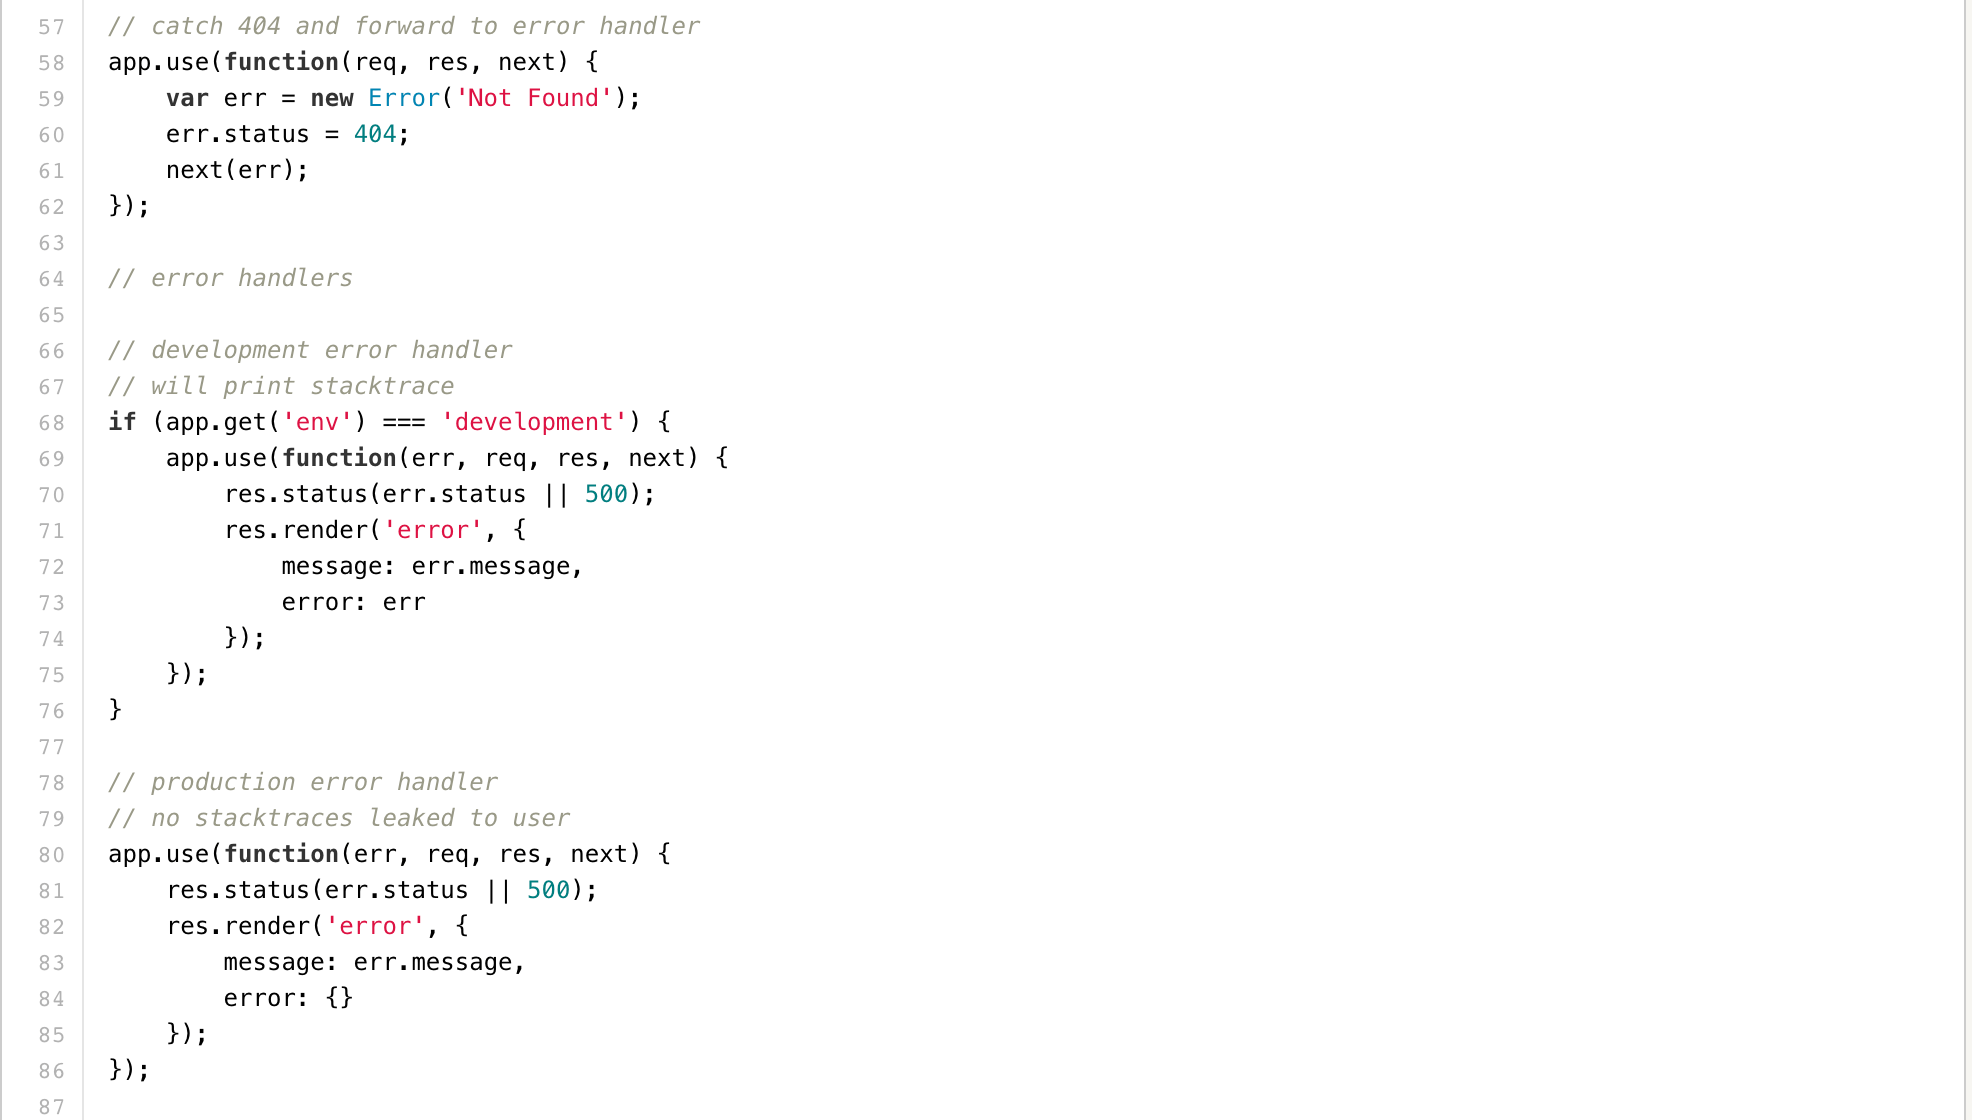 57 // catch 404 and forward to error handler
58 app.use(function(req, res, next) {
59     var err = new Error('Not Found');
60     err.status = 404;
61     next(err);
62 });
63
64 // error handlers
65
66 // development error handler
67 // will print stacktrace
68 if (app.get('env') === 'development') {
69     app.use(function(err, req, res, next) {
70         res.status(err.status || 500);
71         res.render('error', {
72             message: err.message,
73             error: err
74         });
75     });
76 }
77
78 // production error handler
79 // no stacktraces leaked to user
80 app.use(function(err, req, res, next) {
81     res.status(err.status || 500);
82     res.render('error', {
83         message: err.message,
84         error: {}
85     });
86 });
87